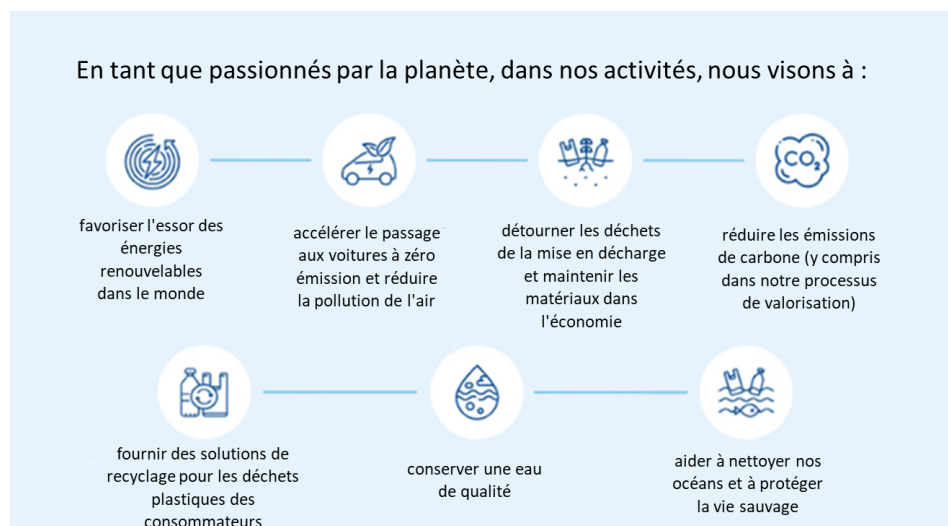 En tant que passionnés par la planète, dans nos activités, nous visons à :
favoriser l'essor des
énergies
renouvelables
dans le monde
accélérer le passage
aux voitures à zéro
émission et réduire
la pollution de l'air
détourner les déchets
de la mise en décharge
et maintenir les
matériaux dans
l'économie
CO2
réduire les émissions
de carbone (y compris
dans notre processus
de valorisation)
fournir des solutions de
recyclage pour les déchets
plastiques des
consommateurs
conserver une eau
de qualité
aider à nettoyer nos
océans et à protéger
la vie sauvage